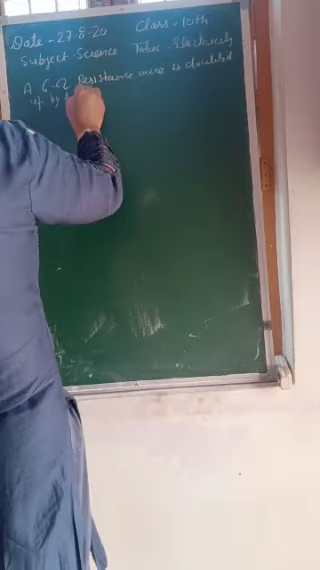 Date - 27-8-20 Class - 10th
Subject - Science Topic - Electricity
A 6-Ω Resistance wire is doubled
up by